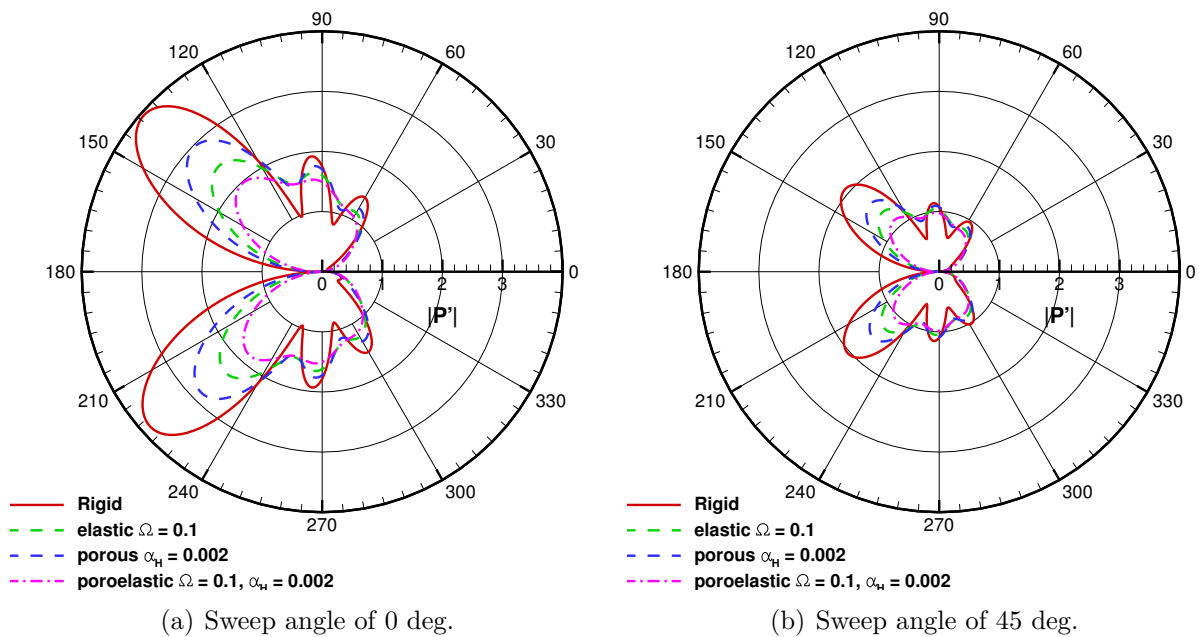 90
120
60
150
30
180
0
0
1
2
3
|P'|
210
330
240
300
270
Rigid
elastic Ω = 0.1
porous α_H = 0.002
poroelastic Ω = 0.1, α_H = 0.002
(a) Sweep angle of 0 deg.
90
120
60
150
30
180
0
0
1
2
3
|P'|
210
330
240
300
270
Rigid
elastic Ω = 0.1
porous α_H = 0.002
poroelastic Ω = 0.1, α_H = 0.002
(b) Sweep angle of 45 deg.